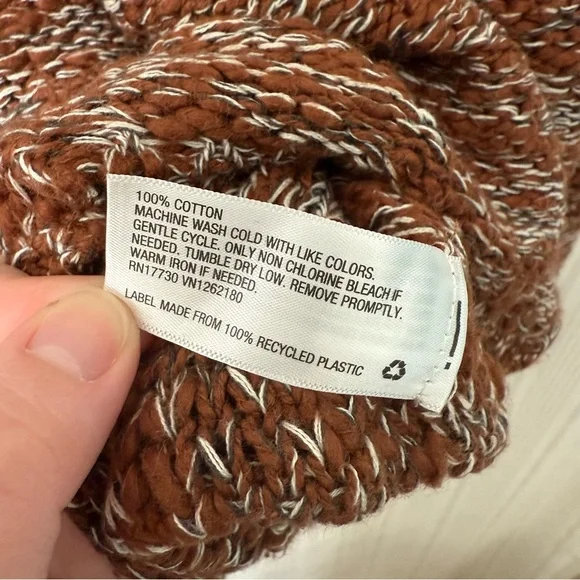 100% COTTON
MACHINE WASH COLD WITH LIKE COLORS.
GENTLE CYCLE. ONLY NON CHLORINE BLEACH IF
NEEDED. TUMBLE DRY LOW. REMOVE PROMPTLY.
WARM IRON IF NEEDED.
RN17730 VN1262180
LABEL MADE FROM 100% RECYCLED PLASTIC